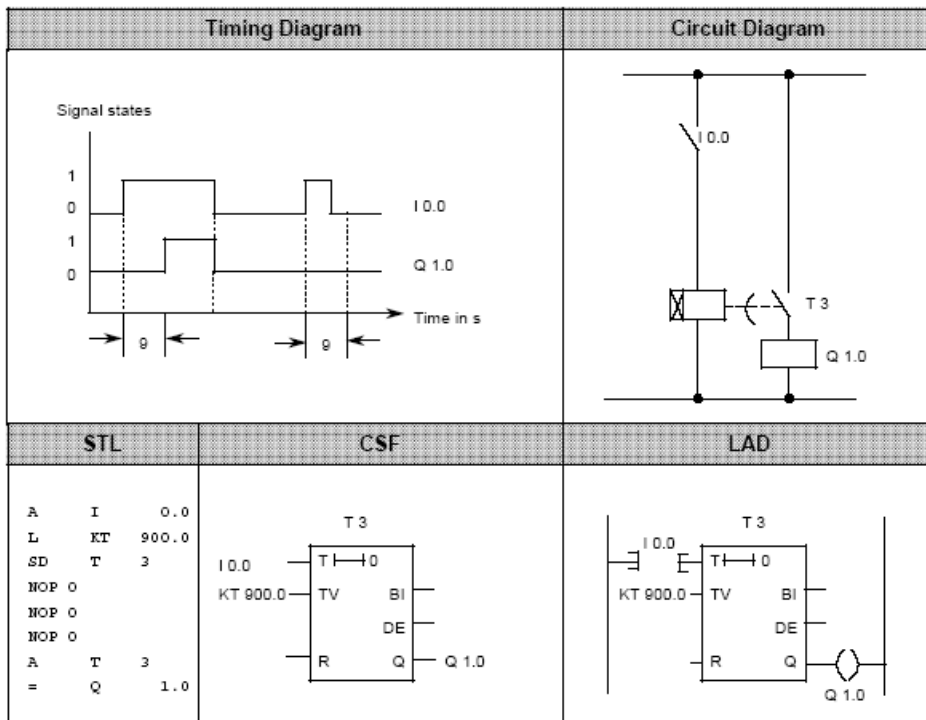 Timing Diagram
Circuit Diagram
Signal states
1
0
I 0.0
1
0
Q 1.0
Time in s
9
9
I 0.0
T 3
Q 1.0
STL
CSF
LAD
A I 0.0
L KT 900.0
SD T 3
NOP 0
NOP 0
NOP 0
A T 3
= Q 1.0
T 3
I 0.0
T 0
KT 900.0
TV BI
DE
R Q
Q 1.0
T 3
I 0.0
T 0
KT 900.0
TV BI
DE
R Q
Q 1.0